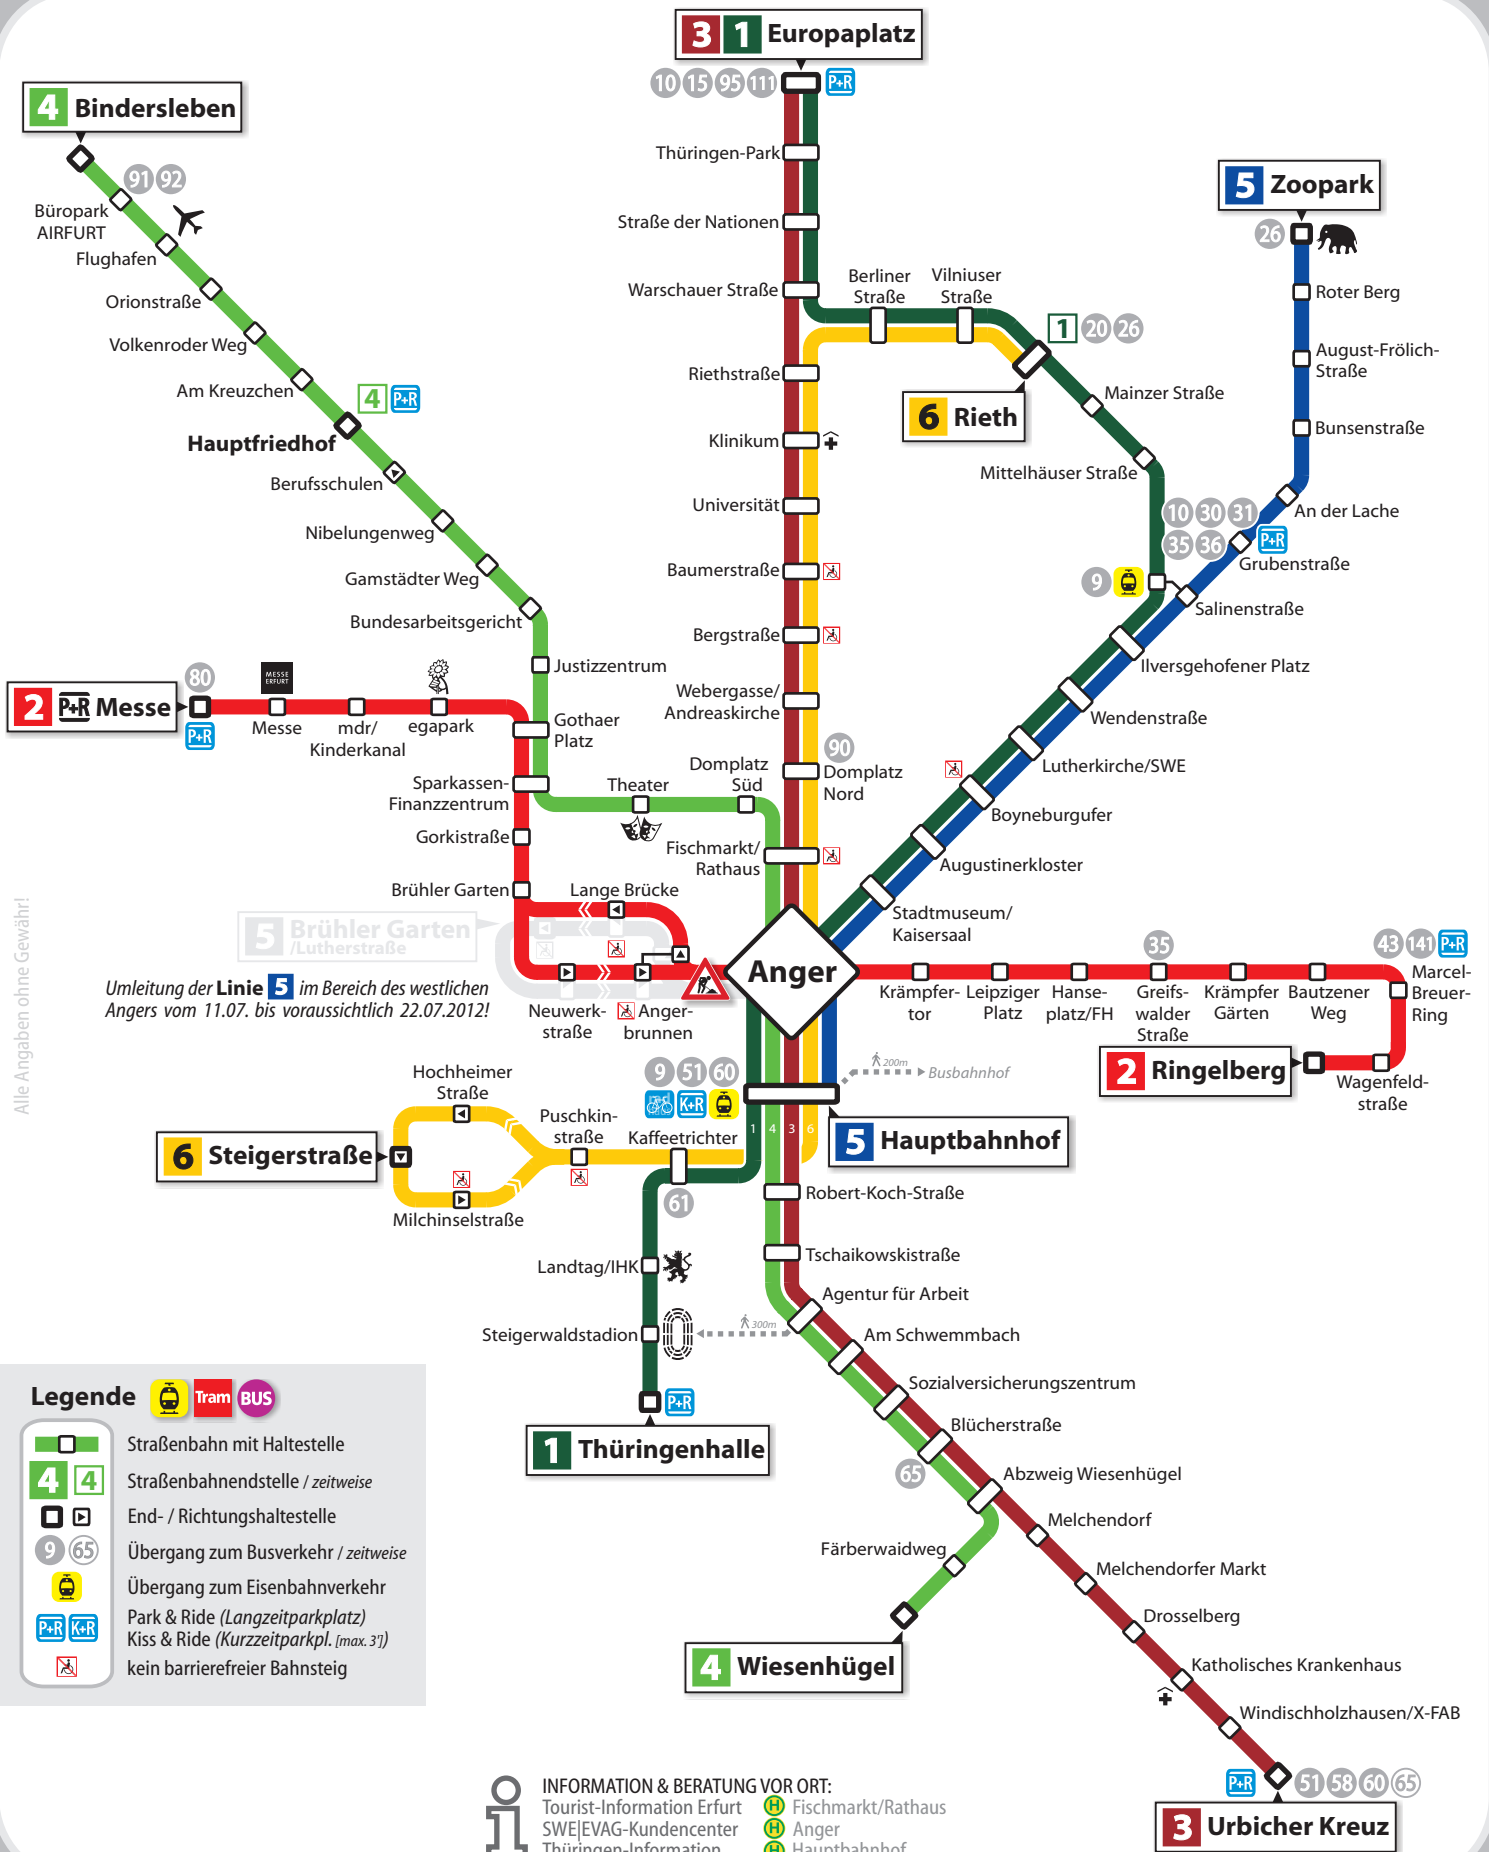 3 1 Europaplatz
10 15 95 111 P+R
4 Bindersleben
91 92
Büropark
AIRFURT
Flughafen
Orionstraße
Volkenroder Weg
Am Kreuzchen
4 P+R
Hauptfriedhof
Berufsschulen
Nibelungenweg
Gamstädter Weg
Bundesarbeitsgericht
Justizzentrum
Gothaer
Platz
Thüringen-Park
Straße der Nationen
Warschauer Straße
Berliner
Straße
Vilniuser
Straße
1 20 26
6 Rieth
Riethstraße
Klinikum
Universität
Baumerstraße
Bergstraße
Webergasse/
Andreaskirche
90
Domplatz
Nord
Domplatz
Süd
Fischmarkt/
Rathaus
Mainzer Straße
Mittelhäuser Straße
5 Zoopark
26
Roter Berg
August-Frölich-
Straße
Bunsenstraße
An der Lache
10 30 31
35 36
P+R
Grubenstraße
9
Salinenstraße
Ilversgehofener Platz
Wendenstraße
Lutherkirche/SWE
Boyneburgufer
Augustinerkloster
Stadtmuseum/
Kaisersaal
80
2 P+R Messe
P+R
MESSE
ERFURT
Messe
mdr/
Kinderkanal
egapark
Sparkassen-
Finanzzentrum
Theater
Gorkistraße
Brühler Garten
Lange Brücke
5 Brühler Garten
/Lutherstraße
Umleitung der Linie 5 im Bereich des westlichen
Angers vom 11.07. bis voraussichtlich 22.07.2012!
Neuwerk-
straße
Anger-
brunnen
Anger
Krämpfer-
tor
Leipziger
Platz
Hanse-
platz/FH
35
Greifs-
walder
Straße
Krämpfer
Gärten
Bautzener
Weg
43 141 P+R
Marcel-
Breuer-
Ring
2 Ringelberg
Wagenfeld-
straße
Alle Angaben ohne Gewähr!
9 51 60
K+R
200m
Busbahnhof
1 4 3 6
5 Hauptbahnhof
Hochheimer
Straße
Puschkin-
straße
Kaffeetrichter
6 Steigerstraße
Milchinselstraße
61
Robert-Koch-Straße
Tschaikowskistraße
Landtag/IHK
Steigerwaldstadion
300m
P+R
1 Thüringenhalle
Agentur für Arbeit
Am Schwemmbach
Sozialversicherungszentrum
Blücherstraße
65
Abzweig Wiesenhügel
Färberwaidweg
4 Wiesenhügel
Melchendorf
Melchendorfer Markt
Drosselberg
Katholisches Krankenhaus
Windischholzhausen/X-FAB
P+R 51 58 60 65
3 Urbicher Kreuz
Legende Tram BUS
Straßenbahn mit Haltestelle
4 4 Straßenbahnendstelle / zeitweise
End- / Richtungshaltestelle
9 65 Übergang zum Busverkehr / zeitweise
Übergang zum Eisenbahnverkehr
P+R K+R Park & Ride (Langzeitparkplatz)
Kiss & Ride (Kurzzeitparkpl. [max. 3'])
kein barrierefreier Bahnsteig
INFORMATION & BERATUNG VOR ORT:
Tourist-Information Erfurt H Fischmarkt/Rathaus
SWE|EVAG-Kundencenter H Anger
Thüringen-Information H Hauptbahnhof